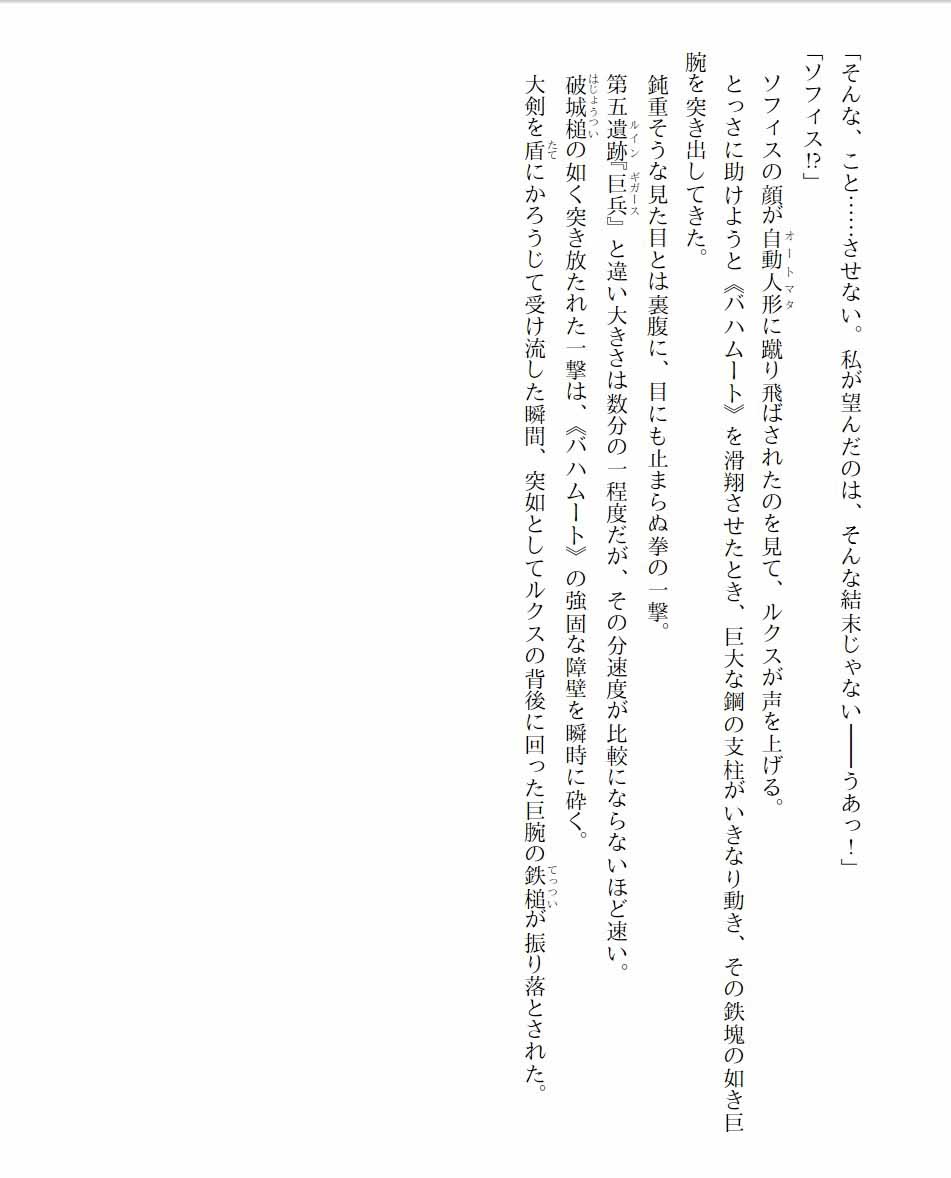 「そんな、こと……させない。私が望んだのは、そんな結末じゃない――うあっ！」
「ソフィス!?」
ソフィスの顔が自動人形に蹴り飛ばされたのを見て、ルクスが声を上げる。
オートマタ
とっさに助けようと《バハムート》を滑翔させたとき、巨大な鋼の支柱がいきなり動き、その鉄塊の如き巨
腕を突き出してきた。
鈍重そうな見た目とは裏腹に、目にも止まらぬ拳の一撃。
第五遺跡『巨兵』と違い大きさは数分の一程度だが、その分速度が比較にならないほど速い。
ルイン ギガース
破城槌の如く突き放たれた一撃は、《バハムート》の強固な障壁を瞬時に砕く。
はじょうつい
大剣を盾にかろうじて受け流した瞬間、突如としてルクスの背後に回った巨腕の鉄槌が振り落とされた。
たて てっつい